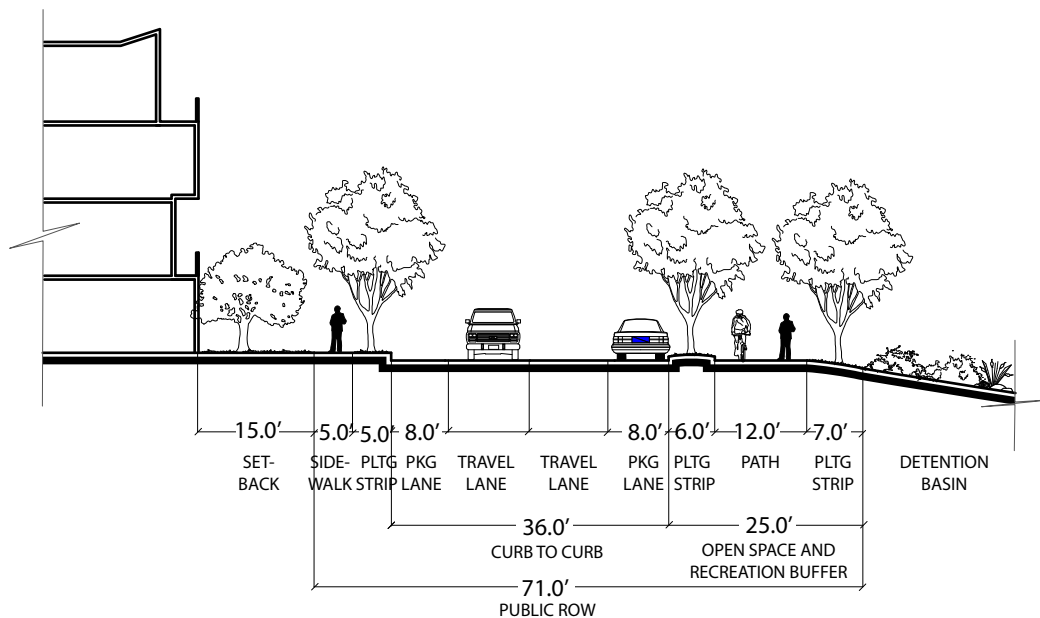 15.0’ 5.0’ 5.0’ 8.0’ 8.0’ 6.0’ 12.0’ 7.0’
SET- SIDE- PLTG PKG TRAVEL TRAVEL PKG PLTG PATH PLTG DETENTION
BACK WALK STRIP LANE LANE LANE LANE STRIP STRIP BASIN
36.0’ 25.0’
CURB TO CURB OPEN SPACE AND
RECREATION BUFFER
71.0’
PUBLIC ROW